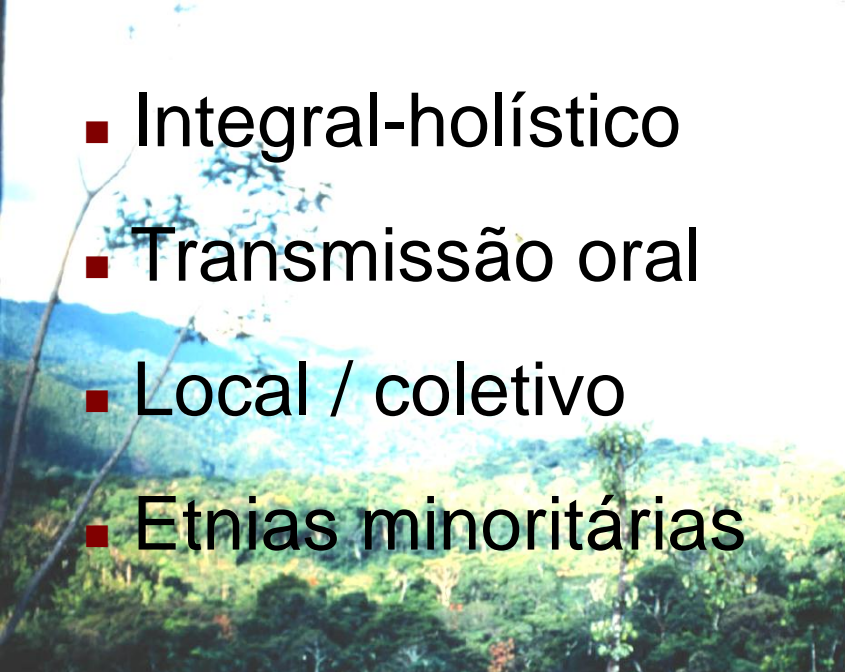 ▪ Integral-holístico
▪ Transmissão oral
▪ Local / coletivo
▪ Etnias minoritárias